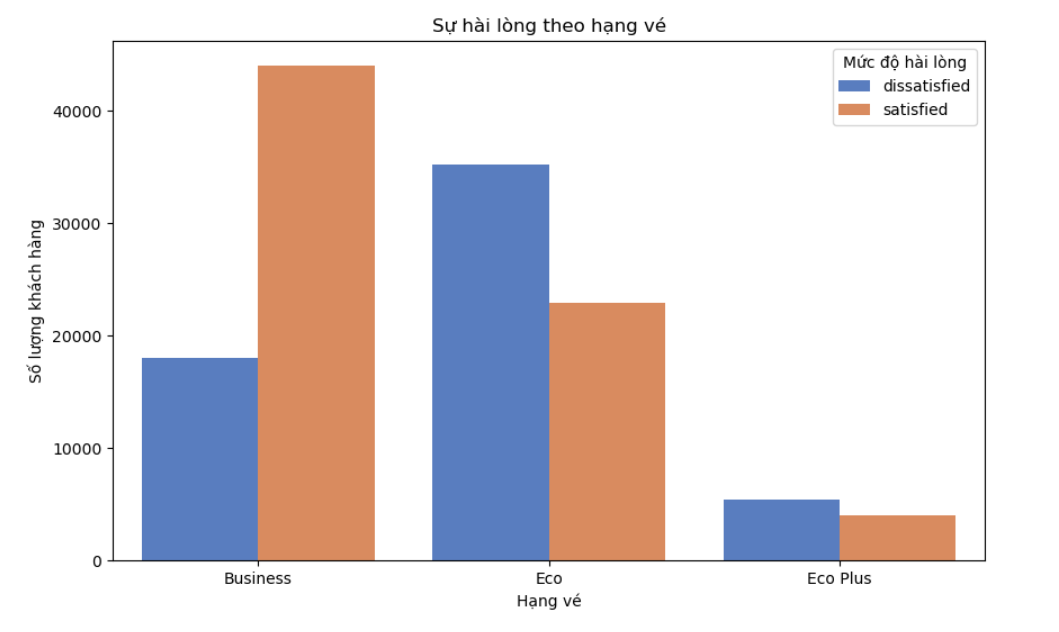 Sự hài lòng theo hạng vé
Mức độ hài lòng
dissatisfied
satisfied
Số lượng khách hàng
40000
30000
20000
10000
0
Business
Eco
Eco Plus
Hạng vé